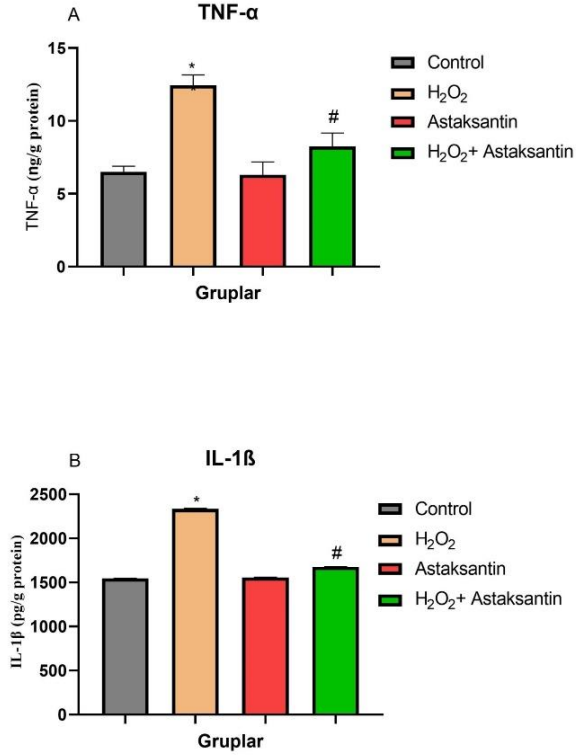 A
TNF-α
TNF-α (ng/g protein)
15
10
5
0
*
*
#
Gruplar
Control
H₂O₂
Astaksantin
H₂O₂+ Astaksantin
B
IL-1ß
IL-1β (pg/g protein)
2500
2000
1500
1000
500
0
*
#
Gruplar
Control
H₂O₂
Astaksantin
H₂O₂+ Astaksantin